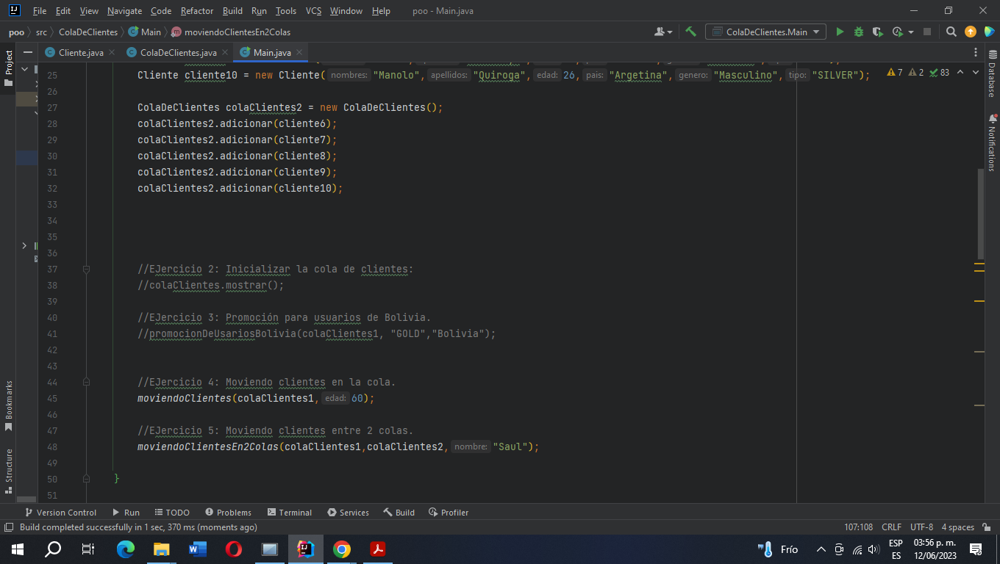 File Edit View Navigate Code Refactor Build Run Tools VCS Window Help poo - Main.java
poo src ColaDeClientes Main moviendoClientesEn2Colas ColaDeClientes.Main
Project Cliente.java ColaDeClientes.java Main.java
25 Cliente cliente10 = new Cliente( nombres: "Manolo", apellidos: "Quiroga", edad: 26, pais: "Argetina", genero: "Masculino", tipo: "SILVER"); 7 2 83
26
27 ColaDeClientes colaClientes2 = new ColaDeClientes();
28 colaClientes2.adicionar(cliente6);
29 colaClientes2.adicionar(cliente7);
30 colaClientes2.adicionar(cliente8);
31 colaClientes2.adicionar(cliente9);
32 colaClientes2.adicionar(cliente10);
33
34
35
36
37 //EJercicio 2: Inicializar la cola de clientes:
38 //colaClientes.mostrar();
39
40 //EJercicio 3: Promoción para usuarios de Bolivia.
41 //promocionDeUsariosBolivia(colaClientes1, "GOLD","Bolivia");
42
43
44 //EJercicio 4: Moviendo clientes en la cola.
45 moviendoClientes(colaClientes1, edad: 60);
46
47 //EJercicio 5: Moviendo clientes entre 2 colas.
48 moviendoClientesEn2Colas(colaClientes1,colaClientes2, nombre: "Saul");
49
50 }
51
Database
Notifications
Bookmarks
Structure
Version Control Run TODO Problems Terminal Services Build Profiler
Build completed successfully in 1 sec, 370 ms (moments ago) 107:108 CRLF UTF-8 4 spaces
Frío ESP 03:56 p. m.
ES 12/06/2023